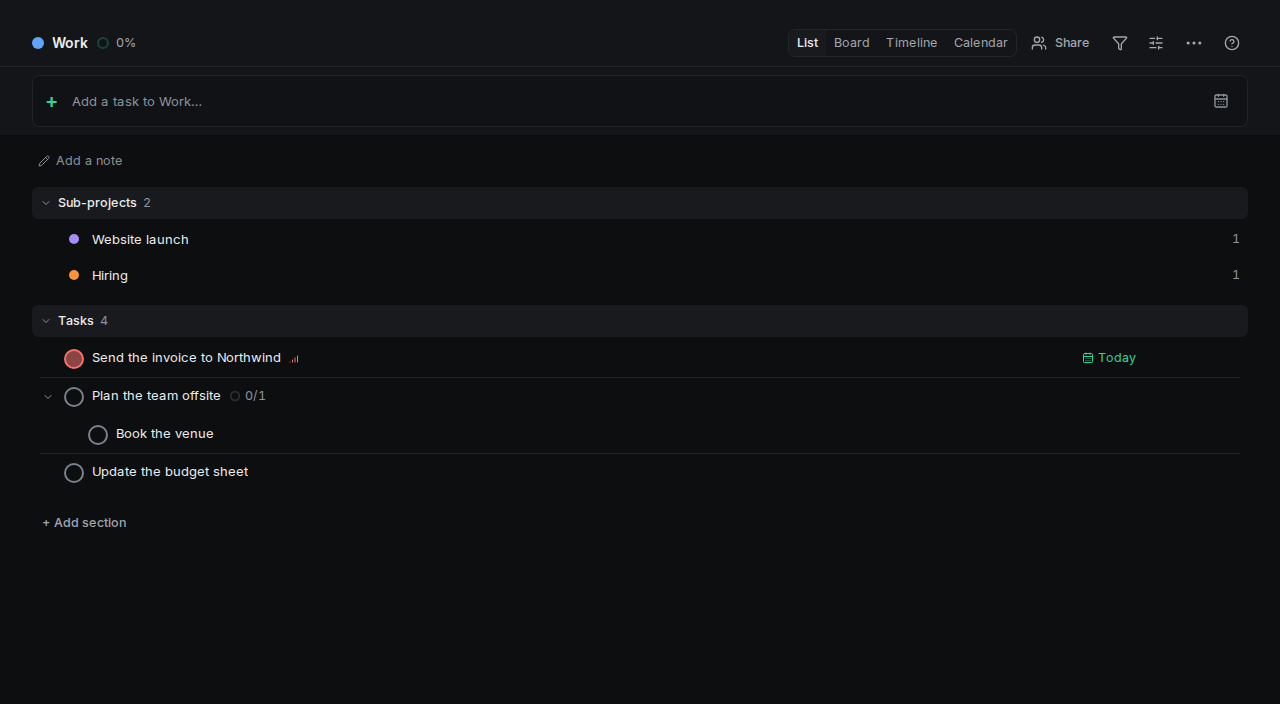 Work 0% List Board Timeline Calendar Share
Add a task to Work...
Add a note
Sub-projects 2
Website launch 1
Hiring 1
Tasks 4
Send the invoice to Northwind Today
Plan the team offsite 0/1
Book the venue
Update the budget sheet
+ Add section